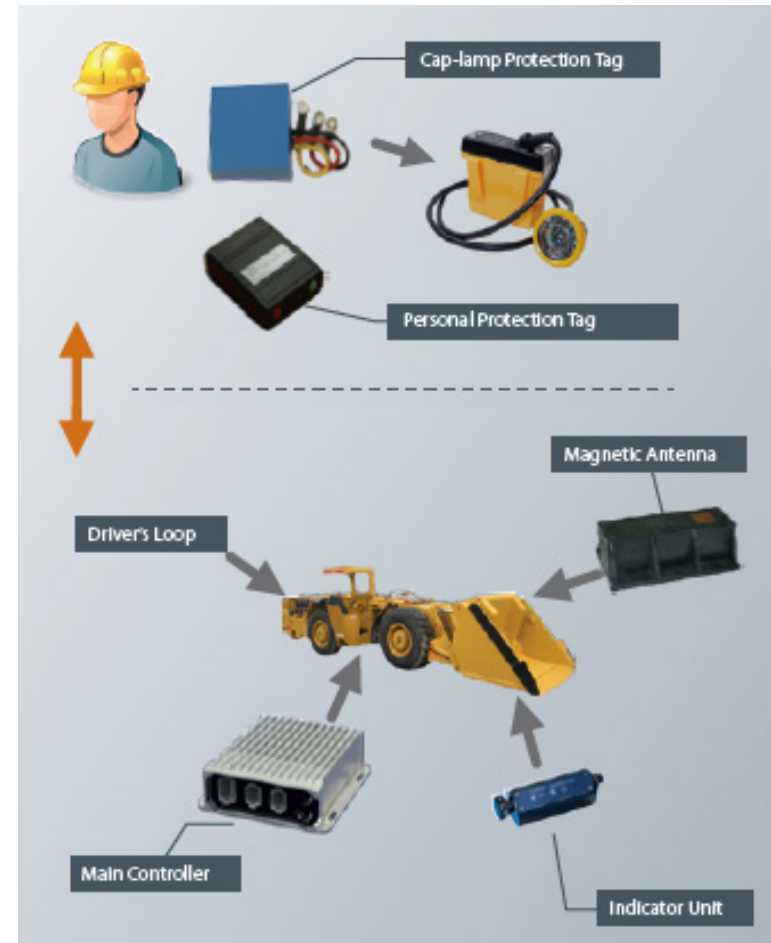 Cap-lamp Protection Tag
Personal Protection Tag
Magnetic Antenna
Driver's Loop
Main Controller
Indicator Unit